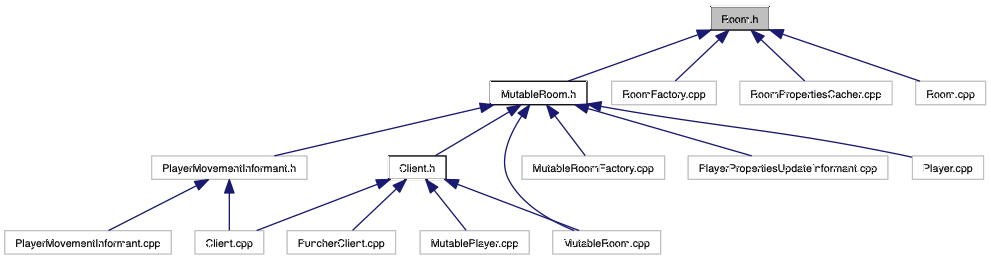 Room.h
MutableRoom.h
RoomFactory.cpp
RoomPropertiesCacher.cpp
Room.cpp
PlayerMovementInformant.h
Client.h
MutableRoomFactory.cpp
PlayerPropertiesUpdateInformant.cpp
Player.cpp
PlayerMovementInformant.cpp
Client.cpp
PuncherClient.cpp
MutablePlayer.cpp
MutableRoom.cpp